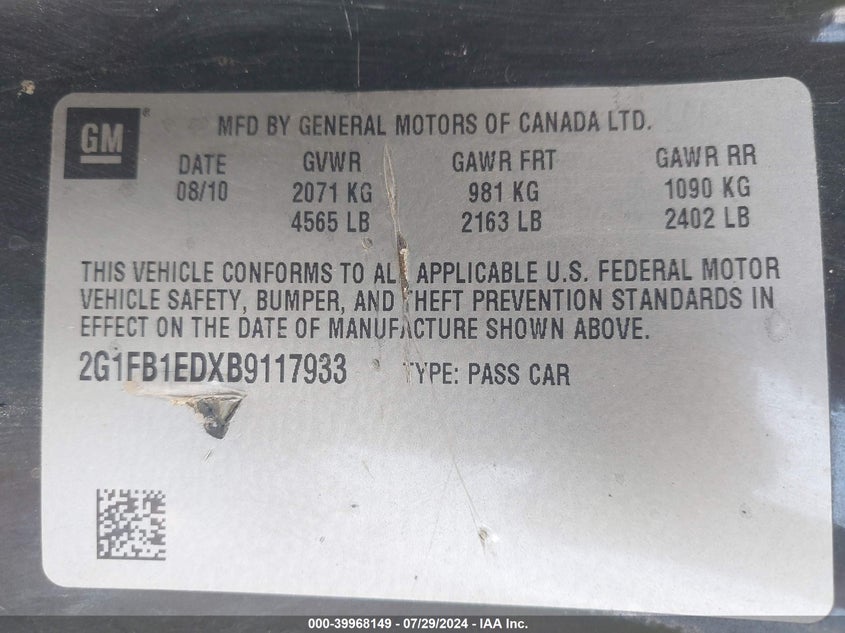 GM ®
MFD BY GENERAL MOTORS OF CANADA LTD.
DATE GVWR GAWR FRT GAWR RR
08/10 2071 KG 981 KG 1090 KG
4565 LB 2163 LB 2402 LB
THIS VEHICLE CONFORMS TO ALL APPLICABLE U.S. FEDERAL MOTOR
VEHICLE SAFETY, BUMPER, AND THEFT PREVENTION STANDARDS IN
EFFECT ON THE DATE OF MANUFACTURE SHOWN ABOVE.
2G1FB1EDXB9117933 TYPE: PASS CAR
000-39968149 - 07/29/2024 - IAA Inc.